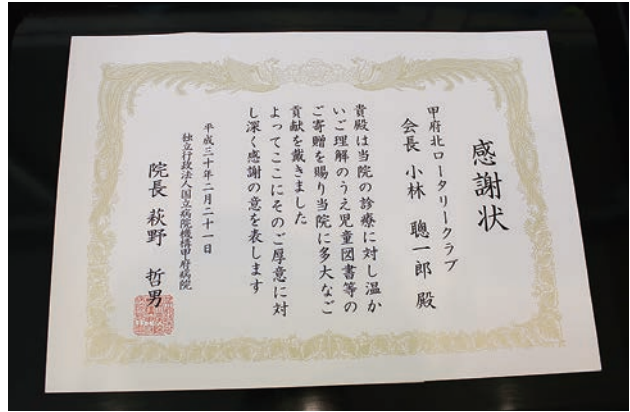 感謝状
甲府北ロータリークラブ
会長 小林 聰一郎 殿
貴殿は当院の診療に対し温か
いご理解のうえ児童図書等の
ご寄贈を賜り当院に多大なご
貢献を戴きました
よってここにそのご厚意に対
し深く感謝の意を表します
平成三十年二月二十一日
独立行政法人国立病院機構甲府病院
院長 萩野 哲男